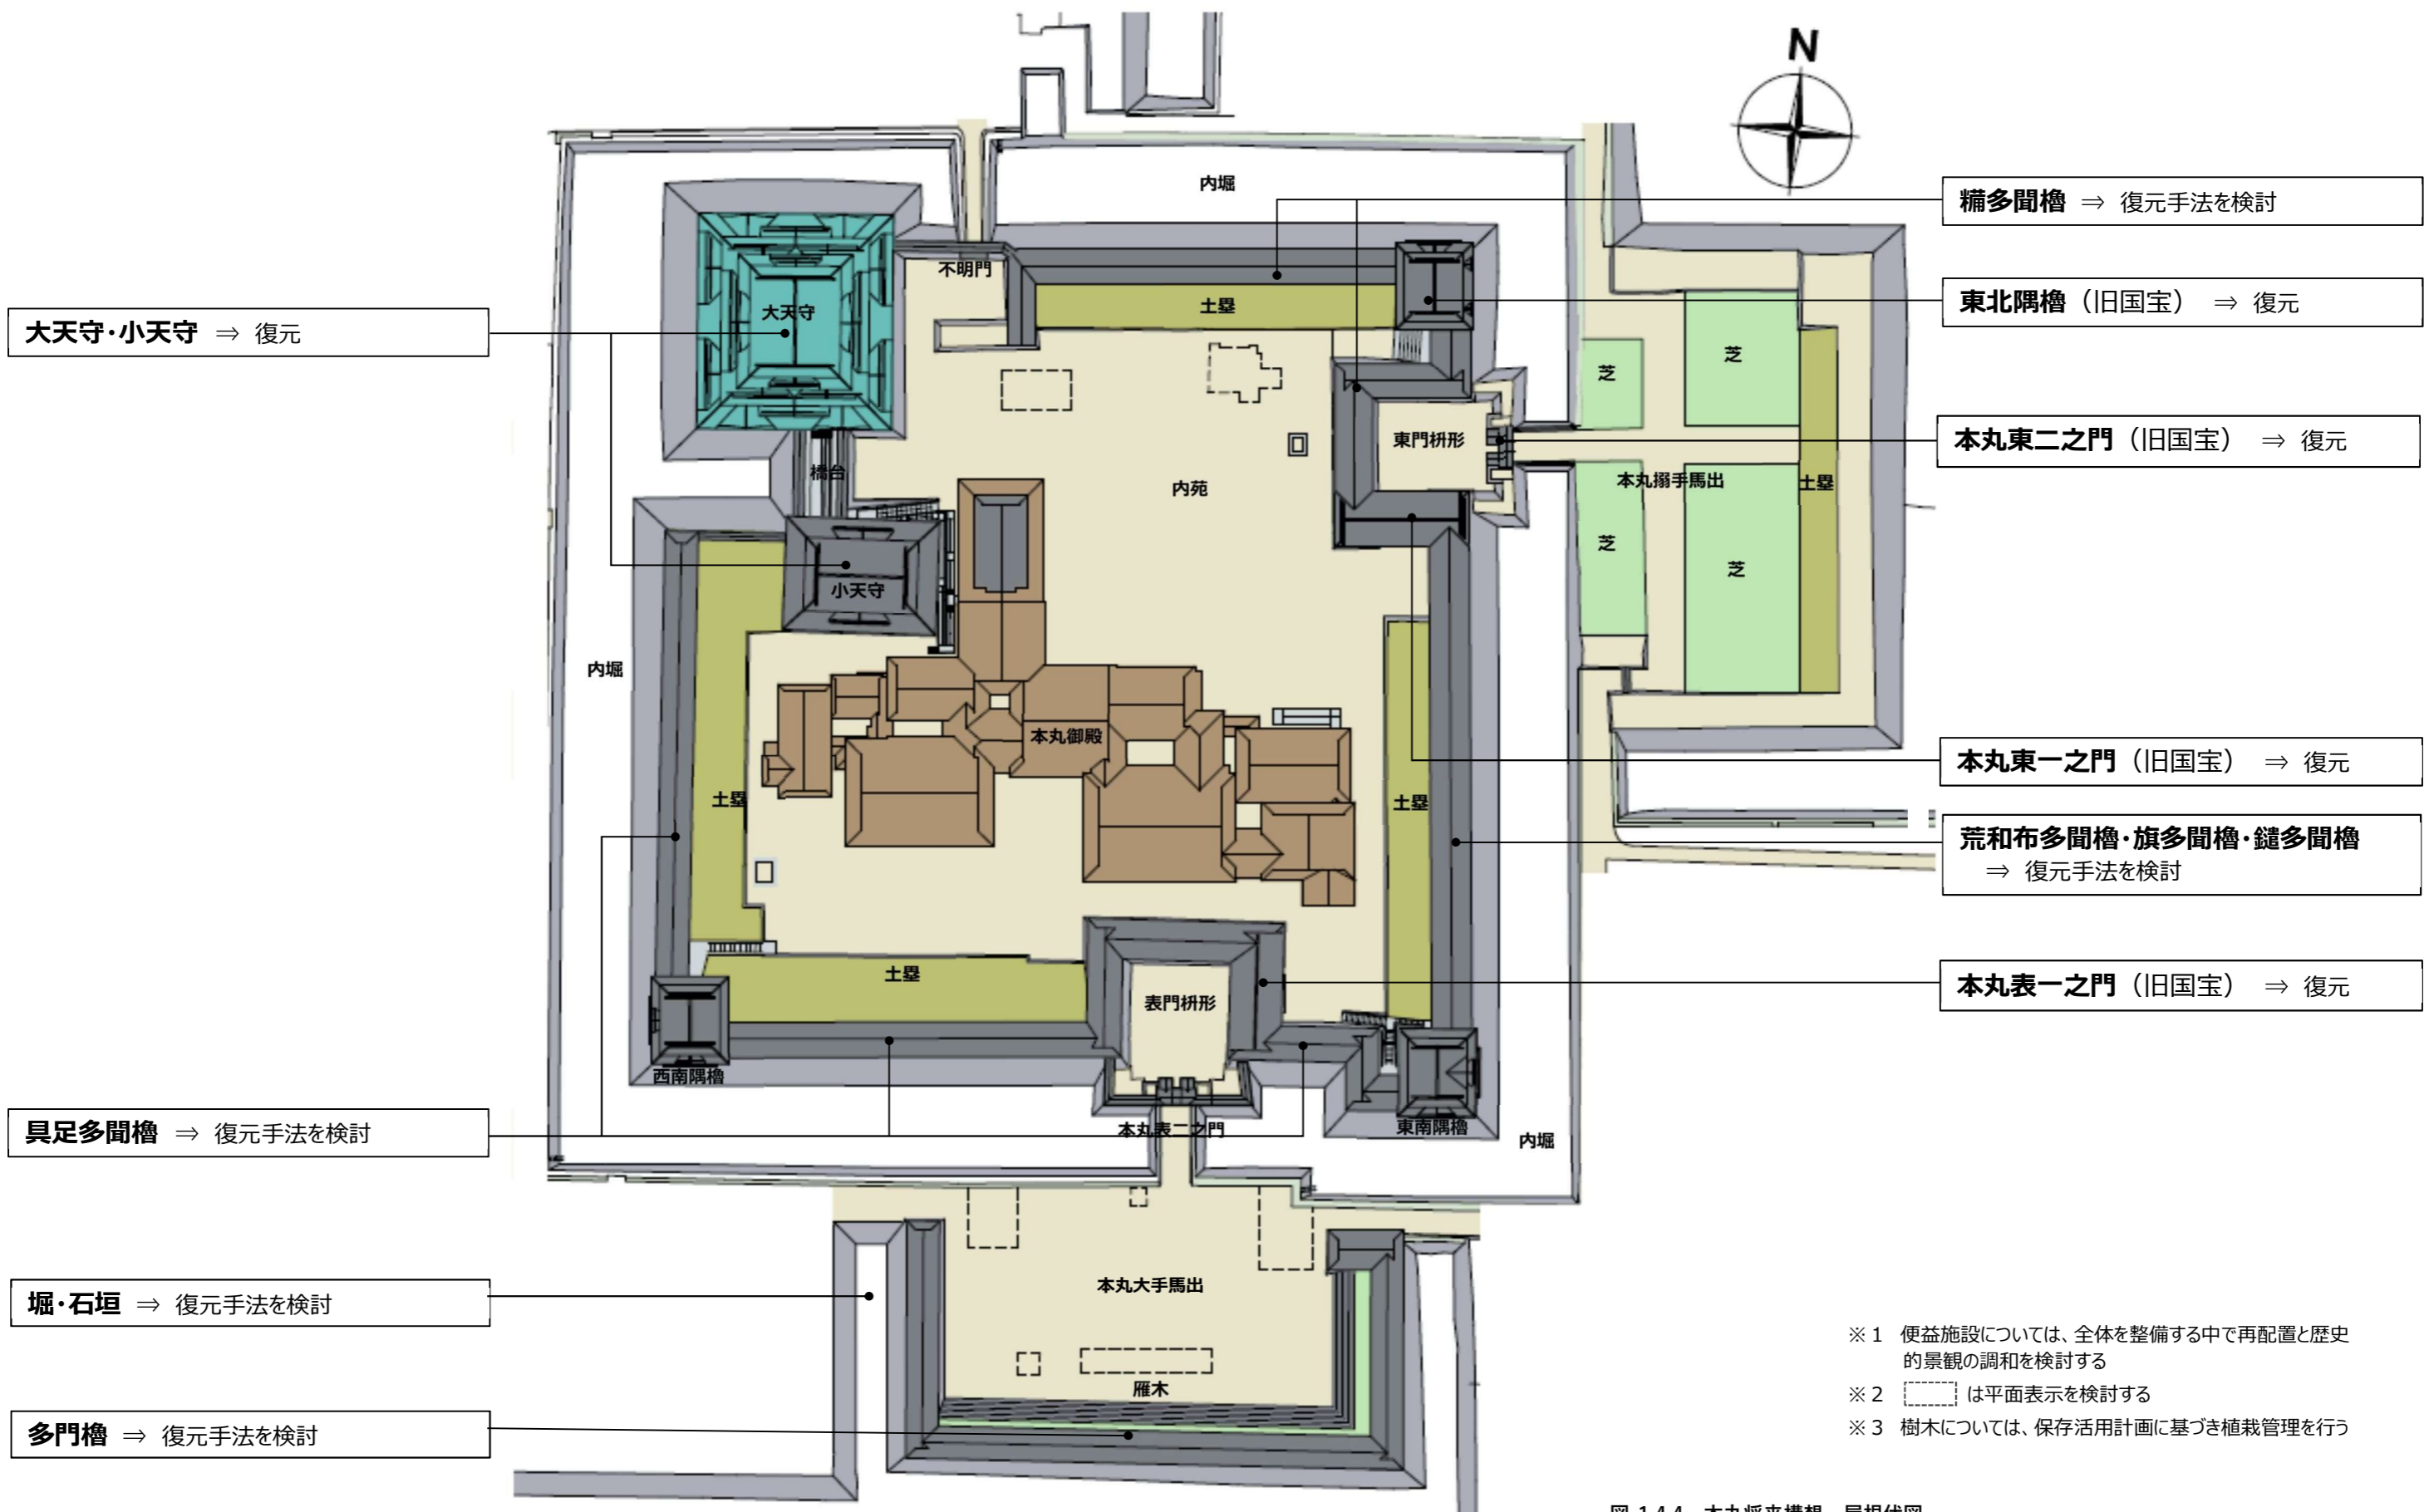 N
糒多聞櫓 ⇒ 復元手法を検討
東北隅櫓（旧国宝） ⇒ 復元
本丸東二之門（旧国宝） ⇒ 復元
本丸東一之門（旧国宝） ⇒ 復元
荒和布多聞櫓・旗多聞櫓・鑓多聞櫓
⇒ 復元手法を検討
本丸表一之門（旧国宝） ⇒ 復元
大天守・小天守 ⇒ 復元
具足多聞櫓 ⇒ 復元手法を検討
堀・石垣 ⇒ 復元手法を検討
多門櫓 ⇒ 復元手法を検討
内堀
不明門
大天守
土塁
芝
芝
東門枡形
橋台
内苑
本丸搦手馬出
土塁
芝
芝
小天守
内堀
本丸御殿
土塁
土塁
土塁
表門枡形
西南隅櫓
本丸表二之門
東南隅櫓
内堀
本丸大手馬出
雁木
※1 便益施設については、全体を整備する中で再配置と歴史
的景観の調和を検討する
※2 は平面表示を検討する
※3 樹木については、保存活用計画に基づき植栽管理を行う